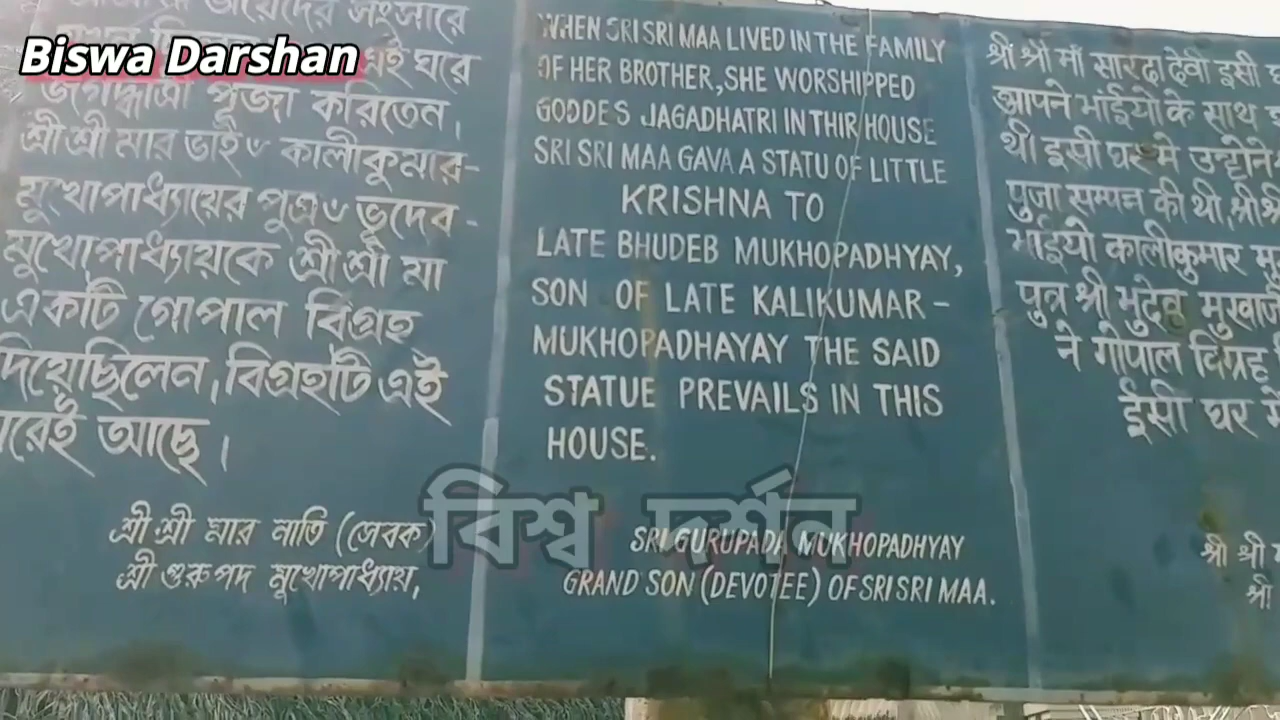 Biswa Darshan
সংসারে
এই ঘরে
জগদ্ধাত্রী পূজা করিতেন।
শ্রীশ্রী মার ভাই ৺ কালীকুমার-
মুখোপাধ্যায়ের পুত্র ৺ ভূদেব-
মুখোপাধ্যায়কে শ্রীশ্রী মা
একটি গোপাল বিগ্রহ
দিয়েছিলেন, বিগ্রহটি এই
আছে।
শ্রী শ্রী মার নাতি (সেবক)
শ্রী গুরুপদ মুখোপাধ্যায়,
WHEN SRI SRI MAA LIVED IN THE FAMILY
OF HER BROTHER, SHE WORSHIPPED
GODDES JAGADHATRI IN THIR HOUSE
SRI SRI MAA GAVA A STATU OF LITTLE
KRISHNA TO
LATE BHUDEB MUKHOPADHYAY,
SON OF LATE KALIKUMAR -
MUKHOPADHAYAY THE SAID
STATUE PREVAILS IN THIS
HOUSE.
বিশ্ব দর্শন
SRI GURUPADA MUKHOPADHYAY
GRAND SON (DEVOTEE) OF SRI SRI MAA.
श्री श्री माँ सारदा देवी इसी
आपने भाईयो के साथ
थी। इसी घर मे उन्होने
पुजा सम्पन्न की थी, श्री श्री
भाईयो कालीकुमार
पुत्र श्री भुदेव मुखार्जी
ने गोपाल विग्रह
ईसी घर मे
श्री श्री
श्री